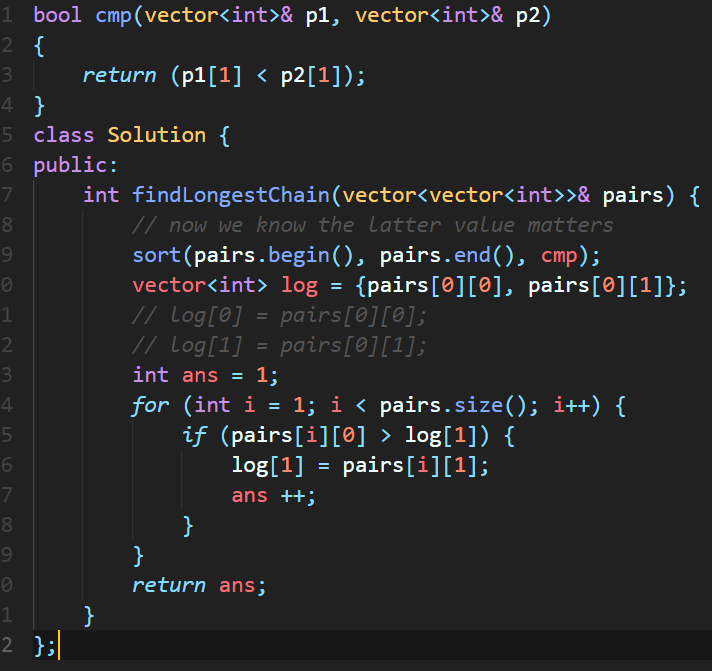 1 bool cmp(vector<int>& p1, vector<int>& p2)
2 {
3     return (p1[1] < p2[1]);
4 }
5 class Solution {
6 public:
7     int findLongestChain(vector<vector<int>>& pairs) {
8         // now we know the latter value matters
9         sort(pairs.begin(), pairs.end(), cmp);
0         vector<int> log = {pairs[0][0], pairs[0][1]};
1         // log[0] = pairs[0][0];
2         // log[1] = pairs[0][1];
3         int ans = 1;
4         for (int i = 1; i < pairs.size(); i++) {
5             if (pairs[i][0] > log[1]) {
6                 log[1] = pairs[i][1];
7                 ans ++;
8             }
9         }
0         return ans;
1     }
2 };